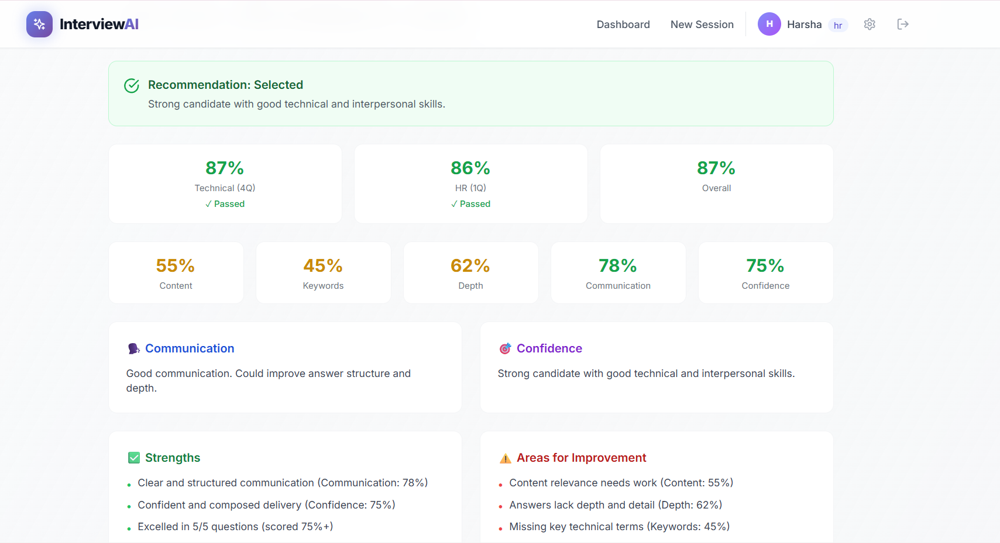 InterviewAI
Dashboard
New Session
H
Harsha
hr
Recommendation: Selected
Strong candidate with good technical and interpersonal skills.
87%
Technical (4Q)
✓ Passed
86%
HR (1Q)
✓ Passed
87%
Overall
55%
Content
45%
Keywords
62%
Depth
78%
Communication
75%
Confidence
Communication
Good communication. Could improve answer structure and
depth.
Confidence
Strong candidate with good technical and interpersonal skills.
Strengths
• Clear and structured communication (Communication: 78%)
• Confident and composed delivery (Confidence: 75%)
• Excelled in 5/5 questions (scored 75%+)
Areas for Improvement
• Content relevance needs work (Content: 55%)
• Answers lack depth and detail (Depth: 62%)
• Missing key technical terms (Keywords: 45%)